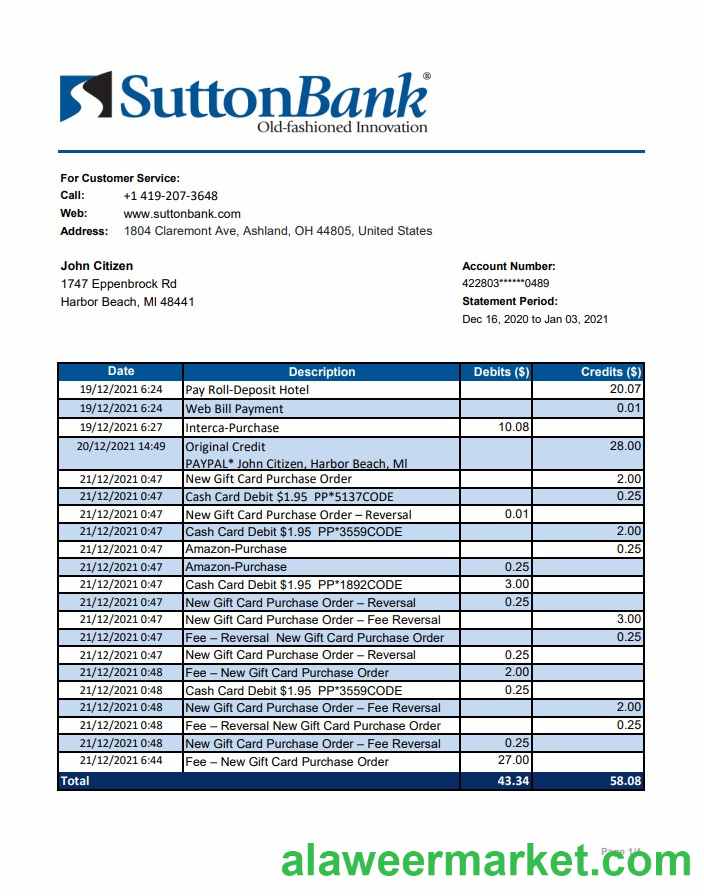 SuttonBank®
Old-fashioned Innovation
For Customer Service:
Call: +1 419-207-3648
Web: www.suttonbank.com
Address: 1804 Claremont Ave, Ashland, OH 44805, United States
John Citizen Account Number:
1747 Eppenbrock Rd 422803******0489
Harbor Beach, MI 48441 Statement Period:
Dec 16, 2020 to Jan 03, 2021
Date Description Debits ($) Credits ($)
19/12/2021 6:24 Pay Roll-Deposit Hotel 20.07
19/12/2021 6:24 Web Bill Payment 0.01
19/12/2021 6:27 Interca-Purchase 10.08
20/12/2021 14:49 Original Credit 28.00
PAYPAL* John Citizen, Harbor Beach, MI
21/12/2021 0:47 New Gift Card Purchase Order 2.00
21/12/2021 0:47 Cash Card Debit $1.95 PP*5137CODE 0.25
21/12/2021 0:47 New Gift Card Purchase Order – Reversal 0.01
21/12/2021 0:47 Cash Card Debit $1.95 PP*3559CODE 2.00
21/12/2021 0:47 Amazon-Purchase 0.25
21/12/2021 0:47 Amazon-Purchase 0.25
21/12/2021 0:47 Cash Card Debit $1.95 PP*1892CODE 3.00
21/12/2021 0:47 New Gift Card Purchase Order – Reversal 0.25
21/12/2021 0:47 New Gift Card Purchase Order – Fee Reversal 3.00
21/12/2021 0:47 Fee – Reversal New Gift Card Purchase Order 0.25
21/12/2021 0:47 New Gift Card Purchase Order – Reversal 0.25
21/12/2021 0:48 Fee – New Gift Card Purchase Order 2.00
21/12/2021 0:48 Cash Card Debit $1.95 PP*3559CODE 0.25
21/12/2021 0:48 New Gift Card Purchase Order – Fee Reversal 2.00
21/12/2021 0:48 Fee – Reversal New Gift Card Purchase Order 0.25
21/12/2021 0:48 New Gift Card Purchase Order – Fee Reversal 0.25
21/12/2021 6:44 Fee – New Gift Card Purchase Order 27.00
Total 43.34 58.08
Page 1/1
alaweermarket.com